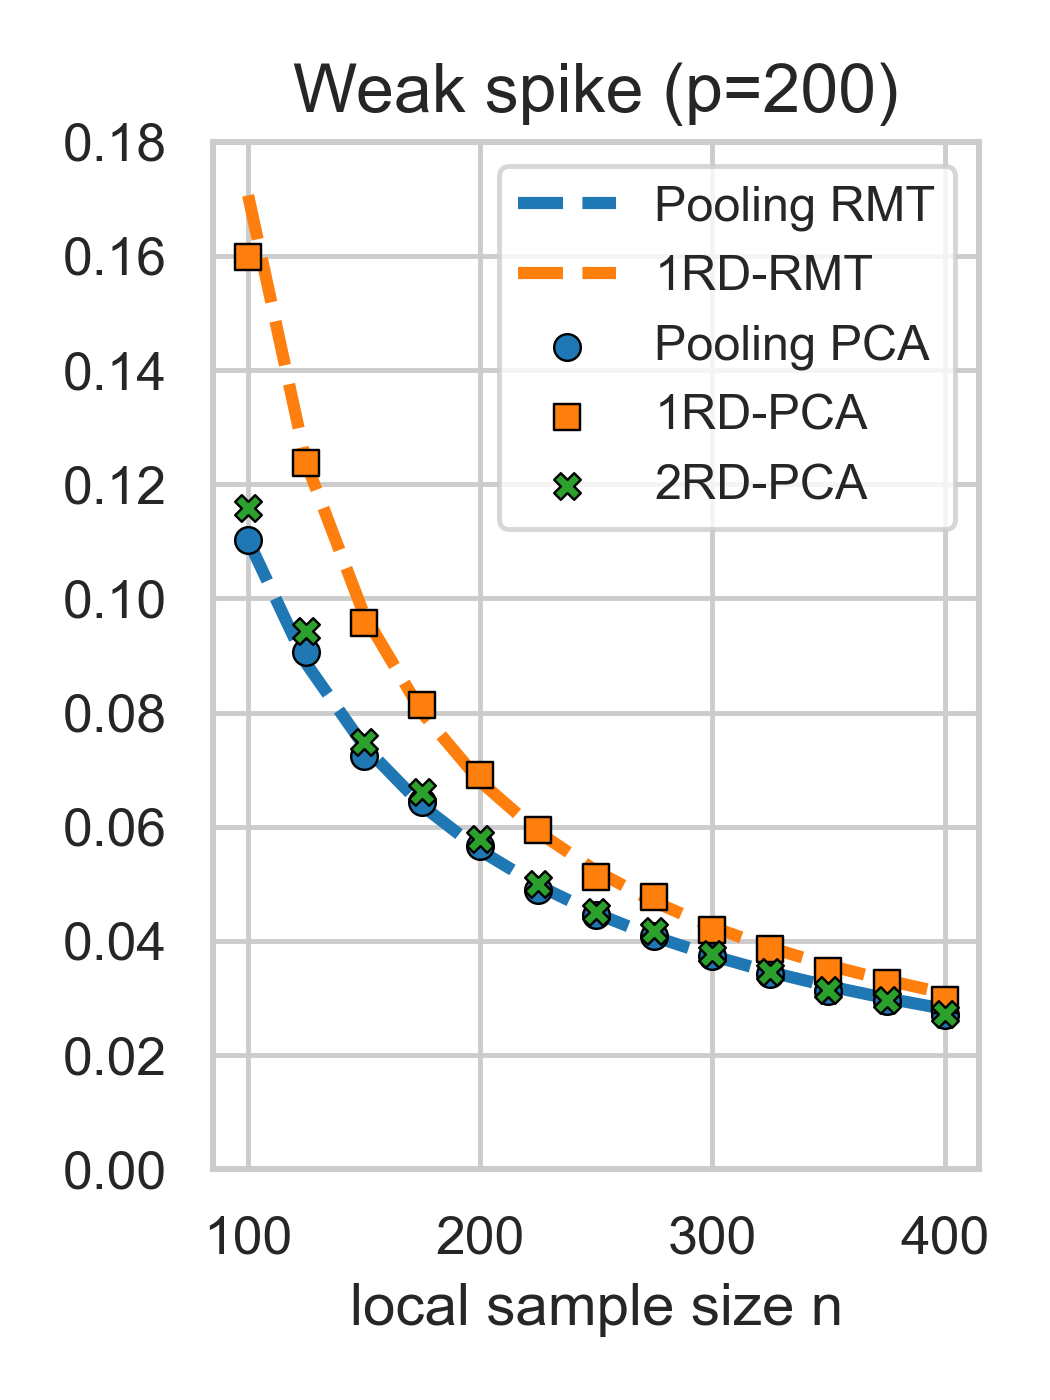 Weak spike (p=200)
0.18
0.16
0.14
0.12
0.10
0.08
0.06
0.04
0.02
0.00
Pooling RMT
1RD-RMT
Pooling PCA
1RD-PCA
2RD-PCA
100 200 300 400
local sample size n